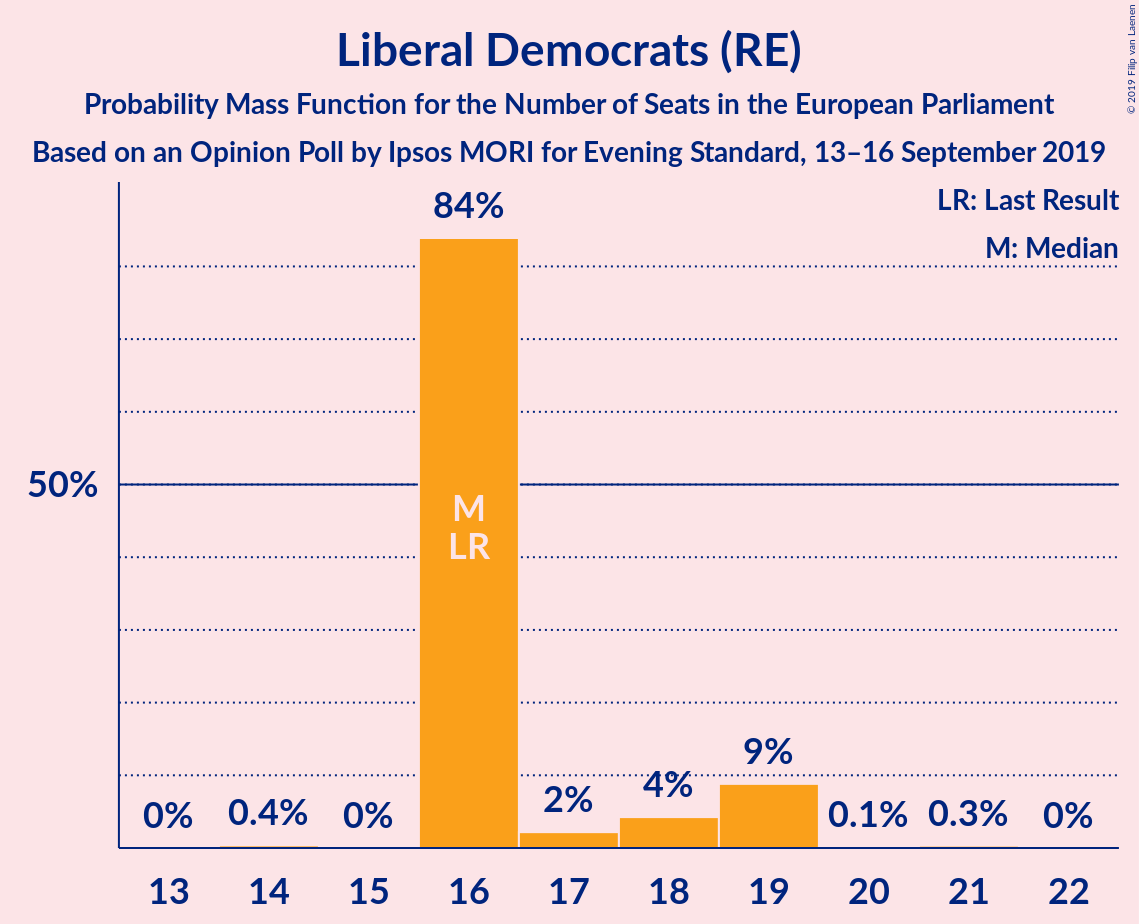 Liberal Democrats (RE)
Probability Mass Function for the Number of Seats in the European Parliament
Based on an Opinion Poll by Ipsos MORI for Evening Standard, 13–16 September 2019
© 2019 Filip van Laenen
LR: Last Result
M: Median
84%
50%
M
LR
0%
0.4%
0%
2%
4%
9%
0.1%
0.3%
0%
13
14
15
16
17
18
19
20
21
22